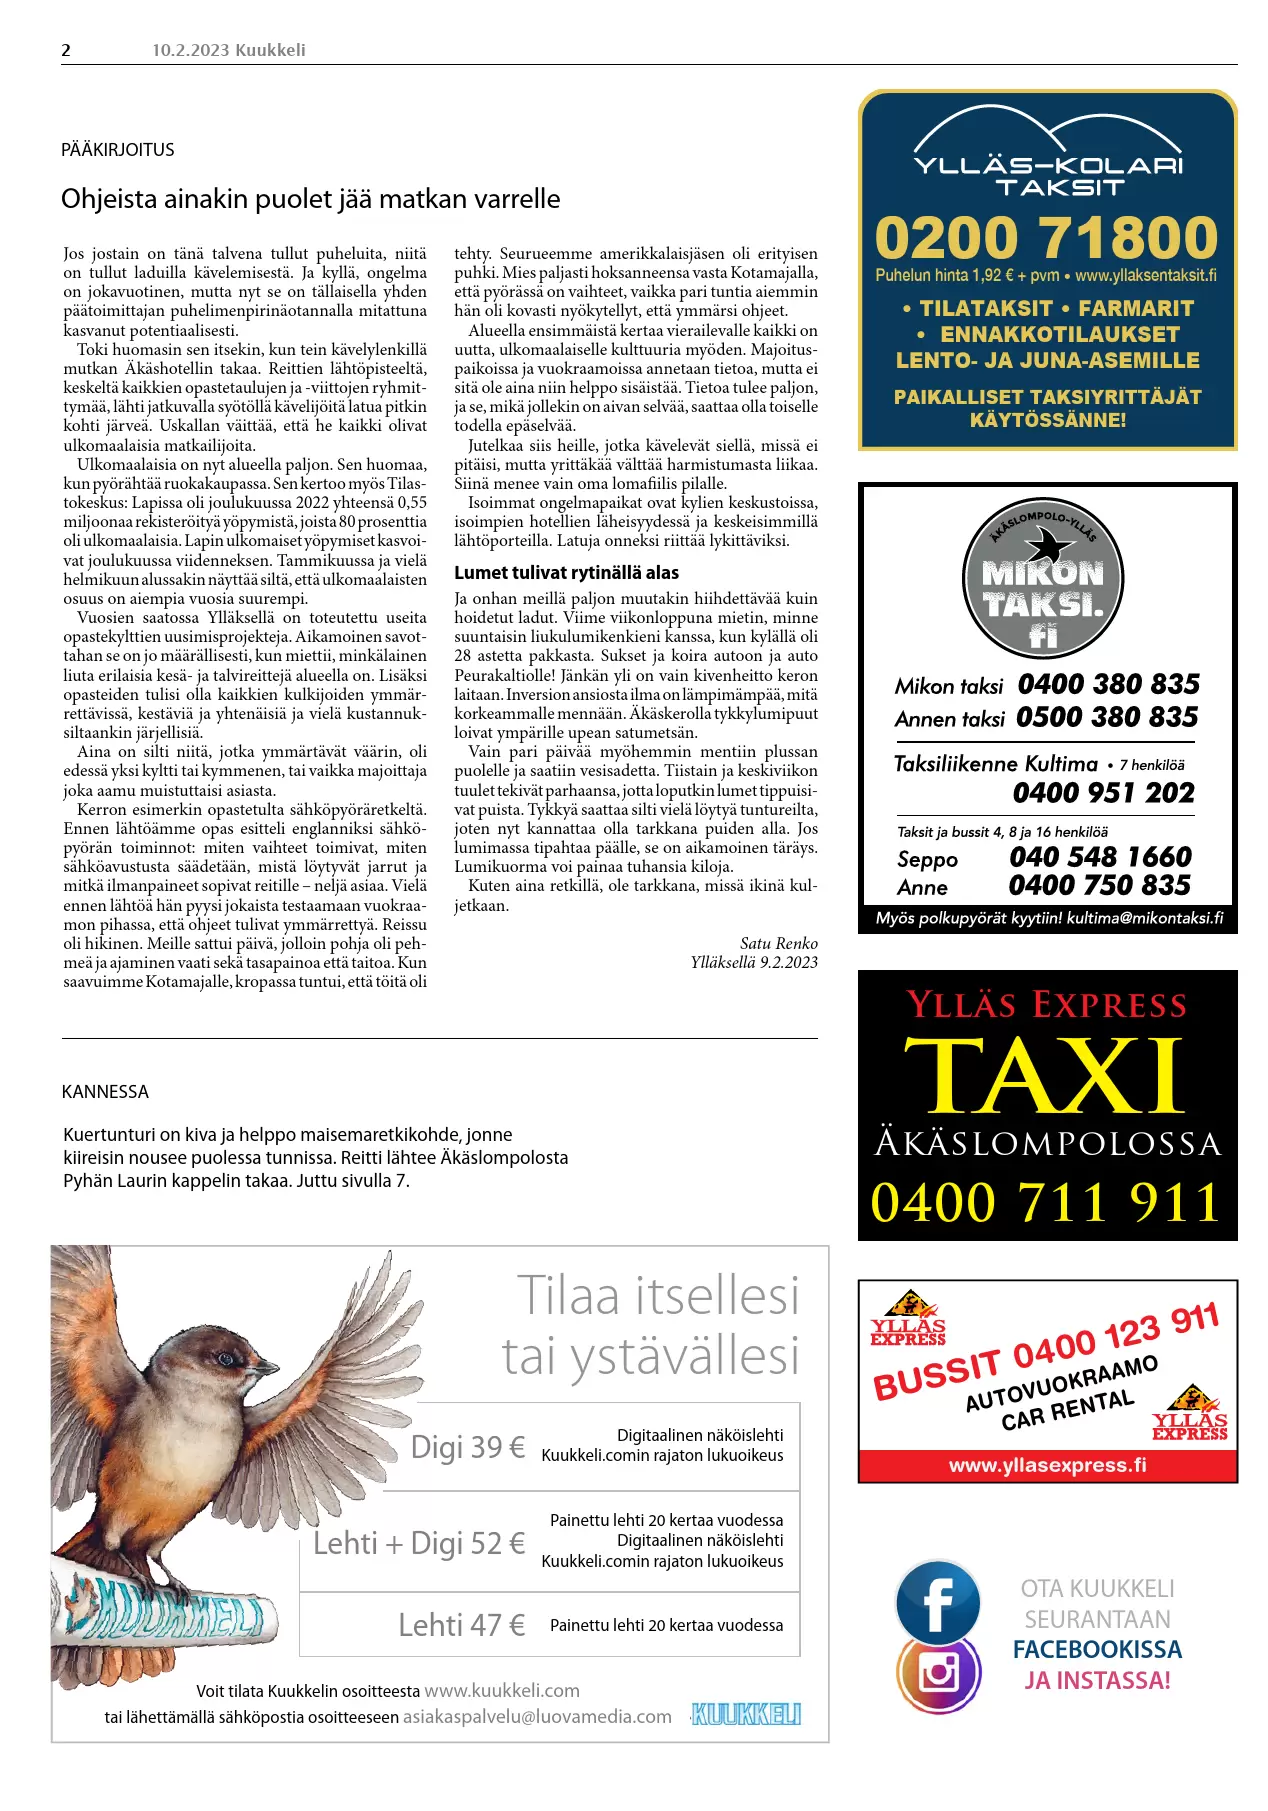 2 10.2.2023 Kuukkeli
PÄÄKIRJOITUS
Ohjeista ainakin puolet jää matkan varrelle
Jos jostain on tänä talvena tullut puheluita, niitä
on tullut laduilla kävelemisestä. Ja kyllä, ongelma
on jokavuotinen, mutta nyt se on tällaisella yhden
päätoimittajan puhelimenpirinäotannalla mitattuna
kasvanut potentiaalisesti.
Toki huomasin sen itsekin, kun tein kävelylenkillä
mutkan Äkäshotellin takaa. Reittien lähtöpisteeltä,
keskeltä kaikkien opastetaulujen ja -viittojen ryhmit-
tymää, lähti jatkuvalla syötöllä kävelijöitä latua pitkin
kohti järveä. Uskallan väittää, että he kaikki olivat
ulkomaalaisia matkailijoita.
Ulkomaalaisia on nyt alueella paljon. Sen huomaa,
kun pyörähtää ruokakaupassa. Sen kertoo myös Tilas-
tokeskus: Lapissa oli joulukuussa 2022 yhteensä 0,55
miljoonaa rekisteröityä yöpymistä, joista 80 prosenttia
oli ulkomaalaisia. Lapin ulkomaiset yöpymiset kasvoi-
vat joulukuussa viidenneksen. Tammikuussa ja vielä
helmikuun alussakin näyttää siltä, että ulkomaalaisten
osuus on aiempia vuosia suurempi.
Vuosien saatossa Ylläksellä on toteutettu useita
opastekylttien uusimisprojekteja. Aikamoinen savot-
tahan se on jo määrällisesti, kun miettii, minkälainen
liuta erilaisia kesä- ja talvireittejä alueella on. Lisäksi
opasteiden tulisi olla kaikkien kulkijoiden ymmär-
rettävissä, kestäviä ja yhtenäisiä ja vielä kustannuk-
siltaankin järjellisiä.
Aina on silti niitä, jotka ymmärtävät väärin, oli
edessä yksi kyltti tai kymmenen, tai vaikka majoittaja
joka aamu muistuttaisi asiasta.
Kerron esimerkin opastetulta sähköpyöräretkeltä.
Ennen lähtöämme opas esitteli englanniksi sähkö-
pyörän toiminnot: miten vaihteet toimivat, miten
sähköavustusta säädetään, mistä löytyvät jarrut ja
mitkä ilmanpaineet sopivat reitille – neljä asiaa. Vielä
ennen lähtöä hän pyysi jokaista testaamaan vuokraa-
mon pihassa, että ohjeet tulivat ymmärrettyä. Reissu
oli hikinen. Meille sattui päivä, jolloin pohja oli peh-
meä ja ajaminen vaati sekä tasapainoa että taitoa. Kun
saavuimme Kotamajalle, kropassa tuntui, että töitä oli
tehty. Seurueemme amerikkalaisjäsen oli erityisen
puhki. Mies paljasti hoksanneensa vasta Kotamajalla,
että pyörässä on vaihteet, vaikka pari tuntia aiemmin
hän oli kovasti nyökytellyt, että ymmärsi ohjeet.
Alueella ensimmäistä kertaa vierailevalle kaikki on
uutta, ulkomaalaiselle kulttuuria myöden. Majoitus-
paikoissa ja vuokraamoissa annetaan tietoa, mutta ei
sitä ole aina niin helppo sisäistää. Tietoa tulee paljon,
ja se, mikä jollekin on aivan selvää, saattaa olla toiselle
todella epäselvää.
Jutelkaa siis heille, jotka kävelevät siellä, missä ei
pitäisi, mutta yrittäkää välttää harmistumasta liikaa.
Siinä menee vain oma lomafiilis pilalle.
Isoimmat ongelmapaikat ovat kylien keskustoissa,
isoimpien hotellien läheisyydessä ja keskeisimmillä
lähtöporteilla. Latuja onneksi riittää lykittäviksi.
Lumet tulivat rytinällä alas
Ja onhan meillä paljon muutakin hiihdettävää kuin
hoidetut ladut. Viime viikonloppuna mietin, minne
suuntaisin liukulumikenkieni kanssa, kun kylällä oli
28 astetta pakkasta. Sukset ja koira autoon ja auto
Peurakaltiolle! Jänkän yli on vain kivenheitto keron
laitaan. Inversion ansiosta ilma on lämpimämpää, mitä
korkeammalle mennään. Äkäskerolla tykkylumipuut
loivat ympärille upean satumetsän.
Vain pari päivää myöhemmin mentiin plussan
puolelle ja saatiin vesisadetta. Tiistain ja keskiviikon
tuulet tekivät parhaansa, jotta loputkin lumet tippuisi-
vat puista. Tykkyä saattaa silti vielä löytyä tuntureilta,
joten nyt kannattaa olla tarkkana puiden alla. Jos
lumimassa tipahtaa päälle, se on aikamoinen täräys.
Lumikuorma voi painaa tuhansia kiloja.
Kuten aina retkillä, ole tarkkana, missä ikinä kul-
jetkaan.
Satu Renko
Ylläksellä 9.2.2023
KANNESSA
Kuertunturi on kiva ja helppo maisemaretkikohde, jonne
kiireisin nousee puolessa tunnissa. Reitti lähtee Äkäslompolosta
Pyhän Laurin kappelin takaa. Juttu sivulla 7.
Tilaa itsellesi
tai ystävällesi
Digi 39 €
Digitaalinen näköislehti
Kuukkeli.comin rajaton lukuoikeus
Lehti + Digi 52 €
Painettu lehti 20 kertaa vuodessa
Digitaalinen näköislehti
Kuukkeli.comin rajaton lukuoikeus
Lehti 47 € Painettu lehti 20 kertaa vuodessa
KUUKKELI
Voit tilata Kuukkelin osoitteesta www.kuukkeli.com
tai lähettämällä sähköpostia osoitteeseen asiakaspalvelu@luovamedia.com
KUUKKELI
YLLÄS-KOLARI
TAKSIT
0200 71800
Puhelun hinta 1,92 € + pvm • www.yllaksentaksit.fi
• TILATAKSIT • FARMARIT
• ENNAKKOTILAUKSET
LENTO- JA JUNA-ASEMILLE
PAIKALLISET TAKSIYRITTÄJÄT
KÄYTÖSSÄNNE!
ÄKÄSLOMPOLO-YLLÄS
MIKON
TAKSI.
fi
Mikon taksi 0400 380 835
Annen taksi 0500 380 835
Taksiliikenne Kultima • 7 henkilöä
0400 951 202
Taksit ja bussit 4, 8 ja 16 henkilöä
Seppo 040 548 1660
Anne 0400 750 835
Myös polkupyörät kyytiin! kultima@mikontaksi.fi
YLLÄS EXPRESS
TAXI
ÄKÄSLOMPOLOSSA
0400 711 911
YLLÄS
EXPRESS
BUSSIT 0400 123 911
AUTOVUOKRAAMO
CAR RENTAL
YLLÄS
EXPRESS
www.yllasexpress.fi
OTA KUUKKELI
SEURANTAAN
FACEBOOKISSA
JA INSTASSA!